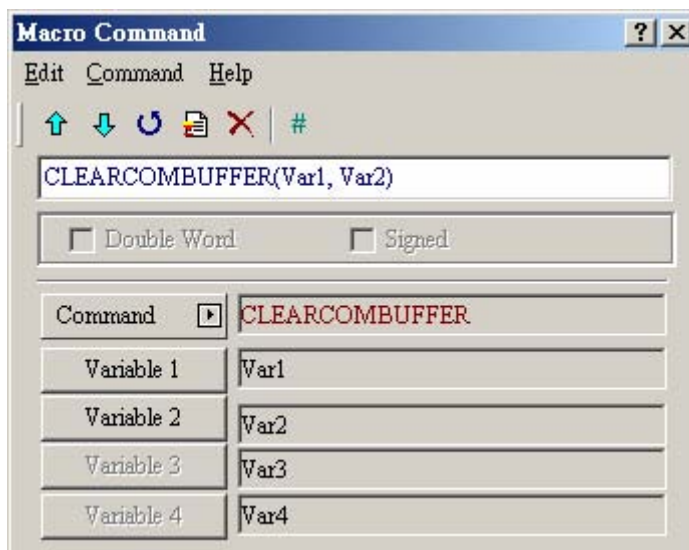 Macro Command
Edit Command Help
#
CLEARCOMBUFFER(Var1, Var2)
Double Word Signed
Command CLEARCOMBUFFER
Variable 1 Var1
Variable 2 Var2
Variable 3 Var3
Variable 4 Var4